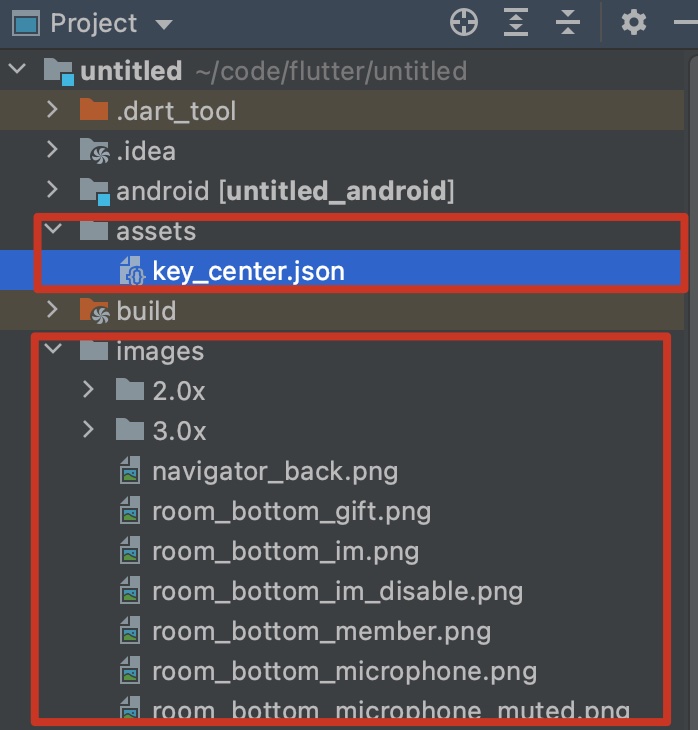 Project
untitled ~/code/flutter/untitled
.dart_tool
.idea
android [untitled_android]
assets
key_center.json
build
images
2.0x
3.0x
navigator_back.png
room_bottom_gift.png
room_bottom_im.png
room_bottom_im_disable.png
room_bottom_member.png
room_bottom_microphone.png
room_bottom_microphone_muted.png